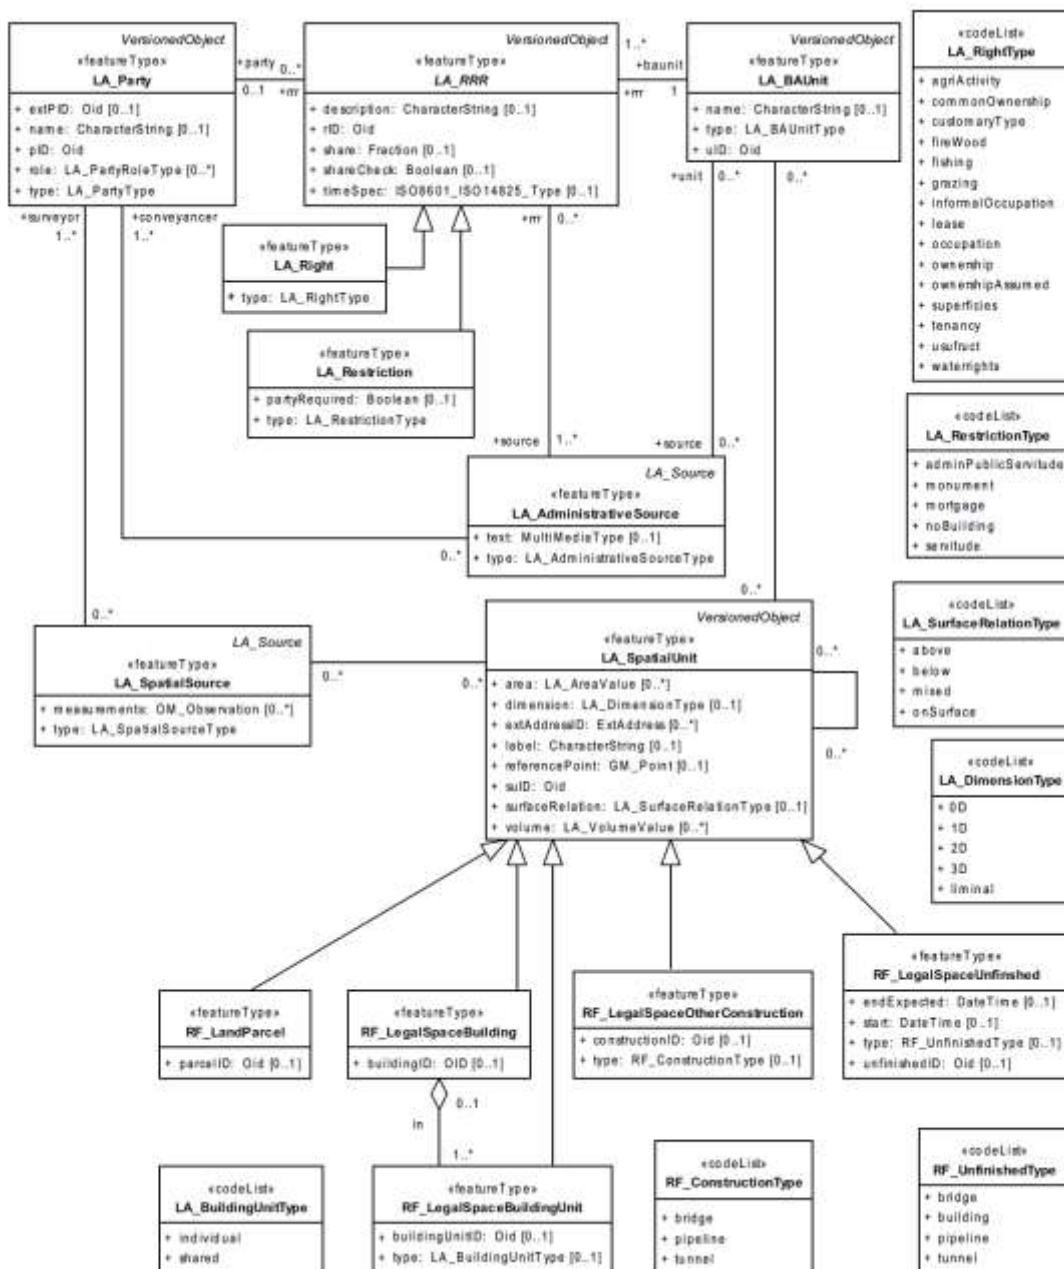 VersionedObject
«featureType»
LA_Party
+ extPID: Oid [0..1]
+ name: CharacterString [0..1]
+ pID: Oid
+ role: LA_PartyRoleType [0..*]
+ type: LA_PartyType
+party
0..1
0..*
+rrr
VersionedObject
«featureType»
LA_RRR
+ description: CharacterString [0..1]
+ rID: Oid
+ share: Fraction [0..1]
+ shareCheck: Boolean [0..1]
+ timeSpec: ISO8601_ISO14825_Type [0..1]
1..*
+rrr
+baunit
1
VersionedObject
«featureType»
LA_BAUnit
+ name: CharacterString [0..1]
+ type: LA_BAUnitType
+ uID: Oid
«codeList»
LA_RightType
+ agriActivity
+ commonOwnership
+ customaryType
+ fireWood
+ fishing
+ grazing
+ informalOccupation
+ lease
+ occupation
+ ownership
+ ownershipAssumed
+ superficies
+ tenancy
+ usufruct
+ waterrights
+surveyor
1..*
+conveyancer
1..*
+rrr
0..*
+unit
0..*
0..*
«featureType»
LA_Right
+ type: LA_RightType
«featureType»
LA_Restriction
+ partyRequired: Boolean [0..1]
+ type: LA_RestrictionType
«codeList»
LA_RestrictionType
+ adminPublicServitude
+ monument
+ mortgage
+ noBuilding
+ servitude
+source
1..*
+source
0..*
LA_Source
«featureType»
LA_AdministrativeSource
+ text: MultiMediaType [0..1]
+ type: LA_AdministrativeSourceType
0..*
0..*
0..*
LA_Source
«featureType»
LA_SpatialSource
+ measurements: OM_Observation [0..*]
+ type: LA_SpatialSourceType
0..*
0..*
VersionedObject
«featureType»
LA_SpatialUnit
+ area: LA_AreaValue [0..*]
+ dimension: LA_DimensionType [0..1]
+ extAddressID: ExtAddress [0..*]
+ label: CharacterString [0..1]
+ referencePoint: GM_Point [0..1]
+ suID: Oid
+ surfaceRelation: LA_SurfaceRelationType [0..1]
+ volume: LA_VolumeValue [0..*]
0..*
0..*
«codeList»
LA_SurfaceRelationType
+ above
+ below
+ mixed
+ onSurface
«codeList»
LA_DimensionType
+ 0D
+ 1D
+ 2D
+ 3D
+ liminal
«featureType»
RF_LandParcel
+ parcelID: Oid [0..1]
«featureType»
RF_LegalSpaceBuilding
+ buildingID: OID [0..1]
«featureType»
RF_LegalSpaceOtherConstruction
+ constructionID: Oid [0..1]
+ type: RF_ConstructionType [0..1]
«featureType»
RF_LegalSpaceUnfinshed
+ endExpected: DateTime [0..1]
+ start: DateTime [0..1]
+ type: RF_UnfinishedType [0..1]
+ unfinishedID: Oid [0..1]
0..1
in
1..*
«codeList»
LA_BuildingUnitType
+ individual
+ shared
«featureType»
RF_LegalSpaceBuildingUnit
+ buildingUnitID: Oid [0..1]
+ type: LA_BuildingUnitType [0..1]
«codeList»
RF_ConstructionType
+ bridge
+ pipeline
+ tunnel
«codeList»
RF_UnfinishedType
+ bridge
+ building
+ pipeline
+ tunnel